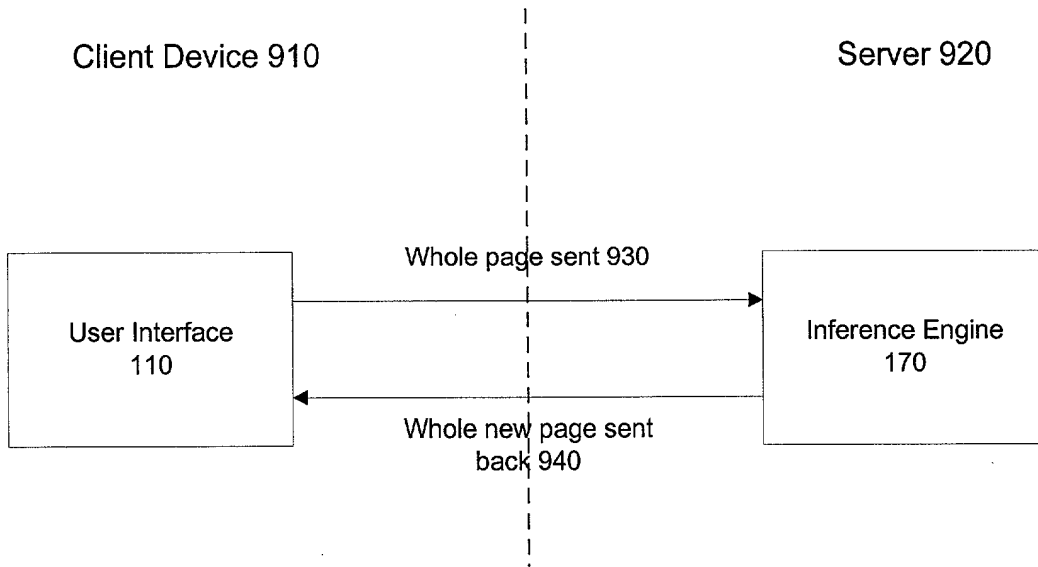 Client Device 910
Server 920
Whole page sent 930
User Interface
110
Inference Engine
170
Whole new page sent
back 940